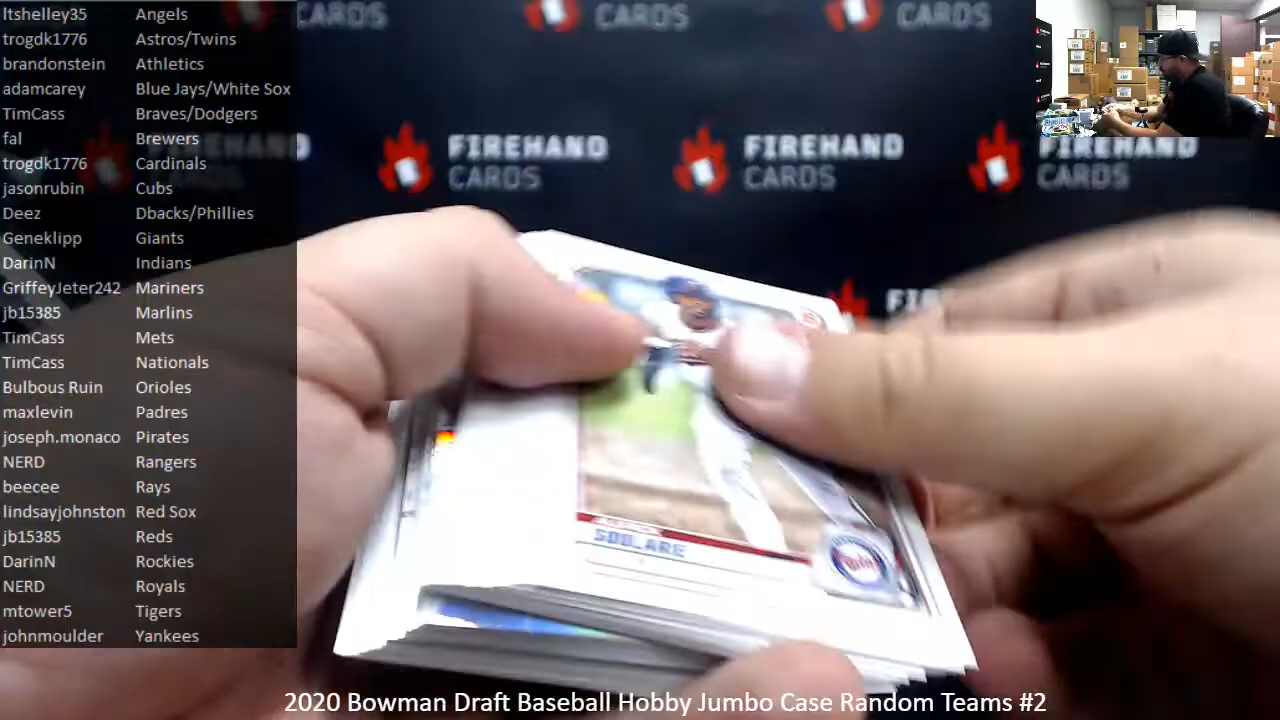 ltshelley35 Angels
trogdk1776 Astros/Twins
brandonstein Athletics
adamcarey Blue Jays/White Sox
TimCass Braves/Dodgers
fal Brewers
trogdk1776 Cardinals
jasonrubin Cubs
Deez Dbacks/Phillies
Geneklipp Giants
DarinN Indians
GriffeyJeter242 Mariners
jb15385 Marlins
TimCass Mets
TimCass Nationals
Bulbous Ruin Orioles
maxlevin Padres
joseph.monaco Pirates
NERD Rangers
beecee Rays
lindsayjohnston Red Sox
jb15385 Reds
DarinN Rockies
NERD Royals
mtower5 Tigers
johnmoulder Yankees
CARDS
CARDS
CARDS
EHAND
FIREHAND
CARDS
FIREHAND
CARDS
FIREHAND
CARDS
FI
2020 Bowman Draft Baseball Hobby Jumbo Case Random Teams #2